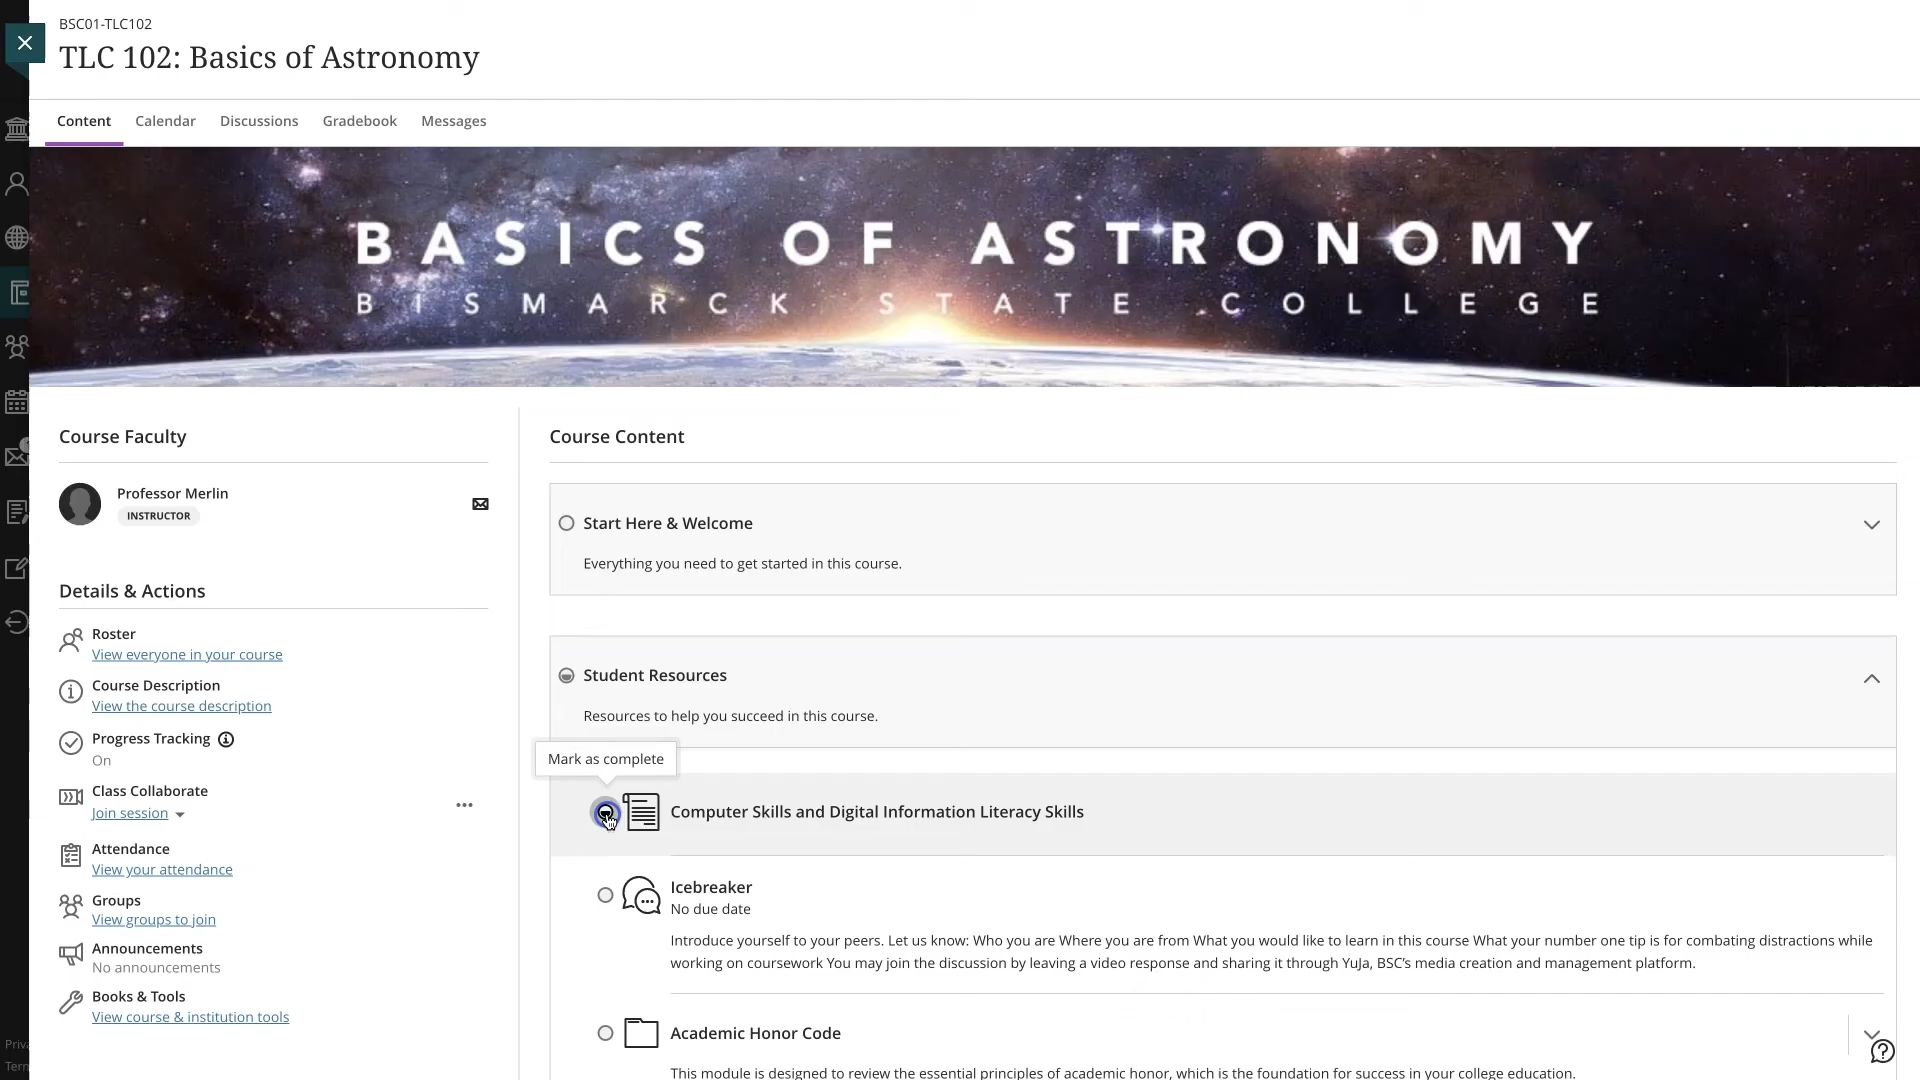 BSC01-TLC102
TLC 102: Basics of Astronomy
Content
Calendar
Discussions
Gradebook
Messages
BASICS OF ASTRONOMY
BISMARCK STATE COLLEGE
Course Faculty
Professor Merlin
INSTRUCTOR
Details & Actions
Roster
View everyone in your course
Course Description
View the course description
Progress Tracking
On
Class Collaborate
Join session
Attendance
View your attendance
Groups
View groups to join
Announcements
No announcements
Books & Tools
View course & institution tools
Course Content
Start Here & Welcome
Everything you need to get started in this course.
Student Resources
Resources to help you succeed in this course.
Mark as complete
Computer Skills and Digital Information Literacy Skills
Icebreaker
No due date
Introduce yourself to your peers. Let us know: Who you are Where you are from What you would like to learn in this course What your number one tip is for combating distractions while
working on coursework You may join the discussion by leaving a video response and sharing it through YuJa, BSC's media creation and management platform.
Academic Honor Code
This module is designed to review the essential principles of academic honor, which is the foundation for success in your college education.
Priva
Term